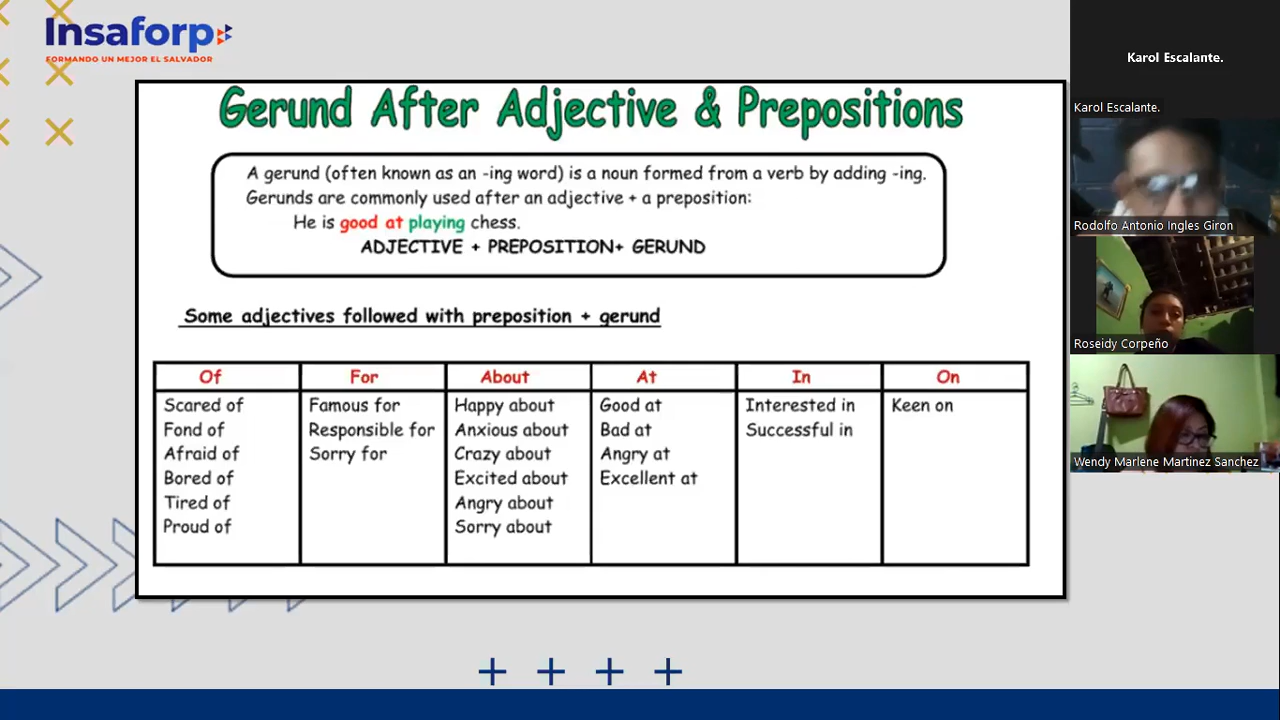 Insaforp
FORMANDO UN MEJOR EL SALVADOR
Gerund After Adjective & Prepositions
A gerund (often known as an -ing word) is a noun formed from a verb by adding -ing.
Gerunds are commonly used after an adjective + a preposition:
He is good at playing chess.
ADJECTIVE + PREPOSITION+ GERUND
Some adjectives followed with preposition + gerund
Of
Scared of
Fond of
Afraid of
Bored of
Tired of
Proud of
For
Famous for
Responsible for
Sorry for
About
Happy about
Anxious about
Crazy about
Excited about
Angry about
Sorry about
At
Good at
Bad at
Angry at
Excellent at
In
Interested in
Successful in
On
Keen on
Karol Escalante.
Karol Escalante.
Rodolfo Antonio Ingles Giron
Roseidy Corpeño
Wendy Marlene Martinez Sanchez